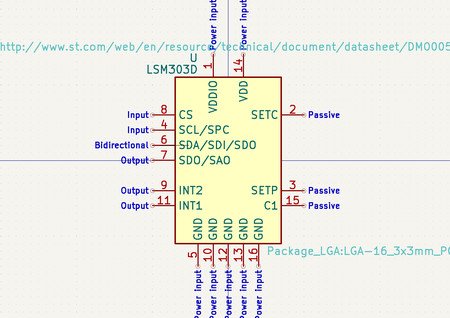 Power input
Power input
http://www.st.com/web/en/resource/technical/document/datasheet/DM0005
U
LSM303D
1
14
VDDIO
VDD
Input 8 CS
SETC 2 Passive
Input 4 SCL/SPC
Bidirectional 6 SDA/SDI/SDO
Output 7 SDO/SAO
Output 9 INT2
SETP 3 Passive
Output 11 INT1
C1 15 Passive
GND GND GND GND GND
5 10 12 13 16
Package_LGA:LGA-16_3x3mm_P
Power input Power input Power input Power input Power input